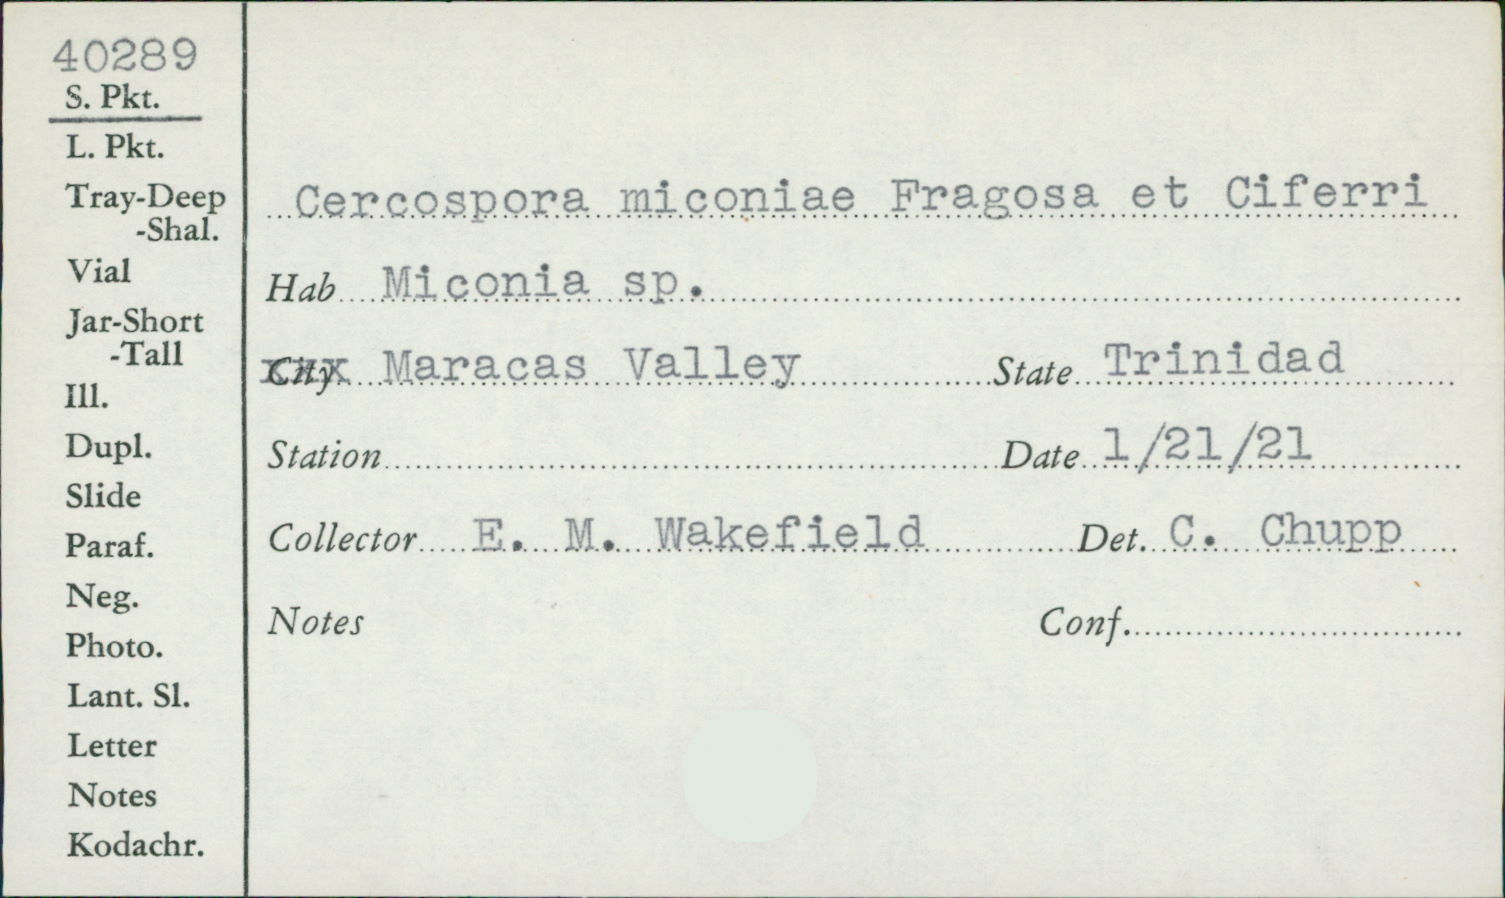 40289
S. Pkt.
L. Pkt.
Tray-Deep
-Shal.
Vial
Jar-Short
-Tall
Ill.
Dupl.
Slide
Paraf.
Neg.
Photo.
Lant. Sl.
Letter
Notes
Kodachr.
Cercospora miconiae Fragosa et Ciferri
Hab Miconia sp.
City Maracas Valley State Trinidad
Station Date 1/21/21
Collector E. M. Wakefield Det. C. Chupp
Notes Conf.